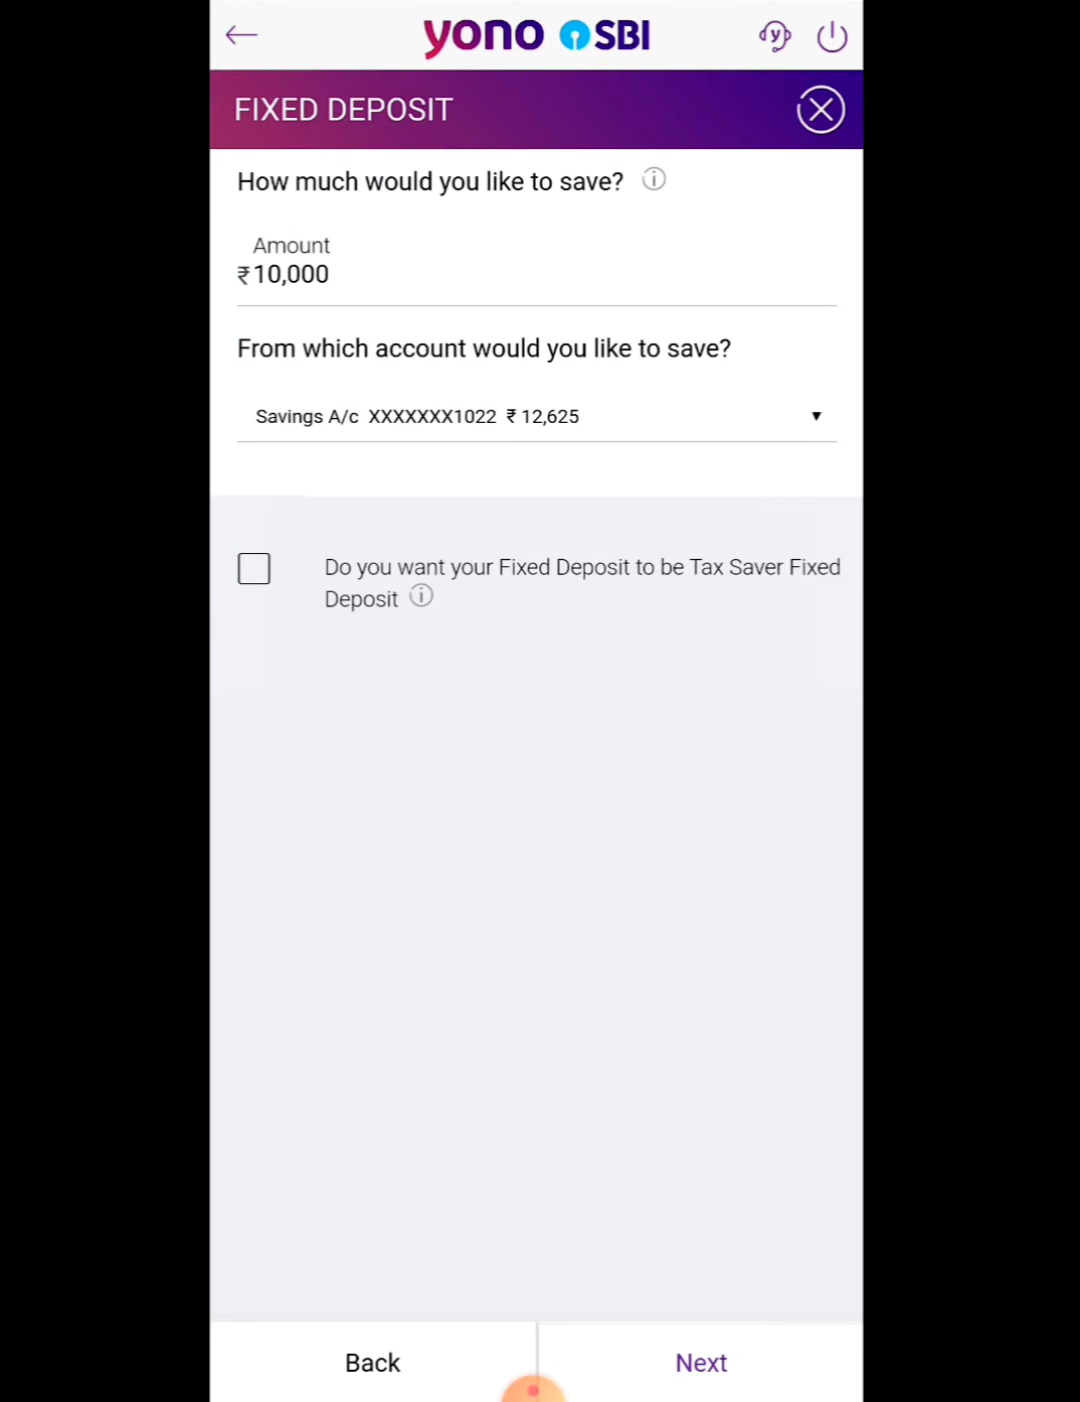 yono SBI
FIXED DEPOSIT
How much would you like to save?
Amount
₹10,000
From which account would you like to save?
Savings A/c XXXXXXX1022 ₹ 12,625
Do you want your Fixed Deposit to be Tax Saver Fixed
Deposit
Back
Next